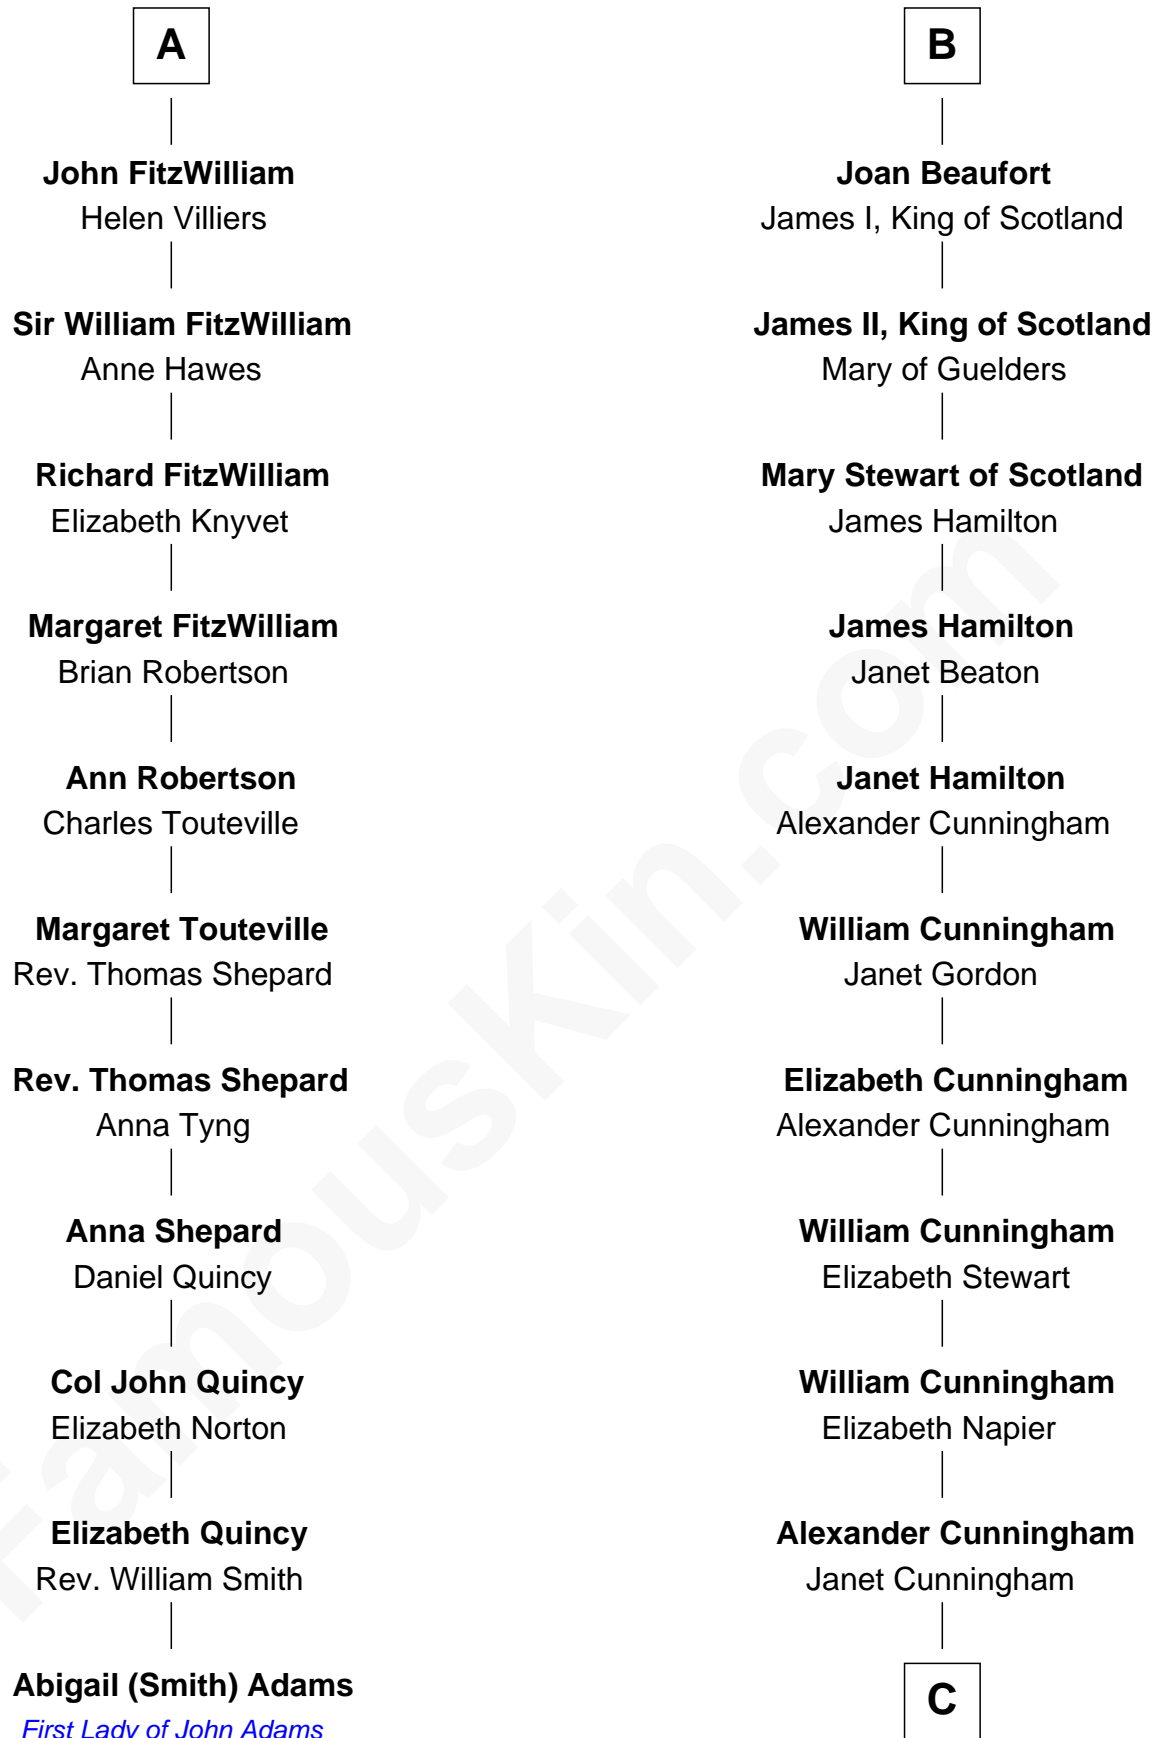 A
John FitzWilliam
Helen Villiers
Sir William FitzWilliam
Anne Hawes
Richard FitzWilliam
Elizabeth Knyvet
Margaret FitzWilliam
Brian Robertson
Ann Robertson
Charles Touteville
Margaret Touteville
Rev. Thomas Shepard
Rev. Thomas Shepard
Anna Tyng
Anna Shepard
Daniel Quincy
Col John Quincy
Elizabeth Norton
Elizabeth Quincy
Rev. William Smith
Abigail (Smith) Adams
First Lady of John Adams
B
Joan Beaufort
James I, King of Scotland
James II, King of Scotland
Mary of Guelders
Mary Stewart of Scotland
James Hamilton
James Hamilton
Janet Beaton
Janet Hamilton
Alexander Cunningham
William Cunningham
Janet Gordon
Elizabeth Cunningham
Alexander Cunningham
William Cunningham
Elizabeth Stewart
William Cunningham
Elizabeth Napier
Alexander Cunningham
Janet Cunningham
C
FamousKin.com